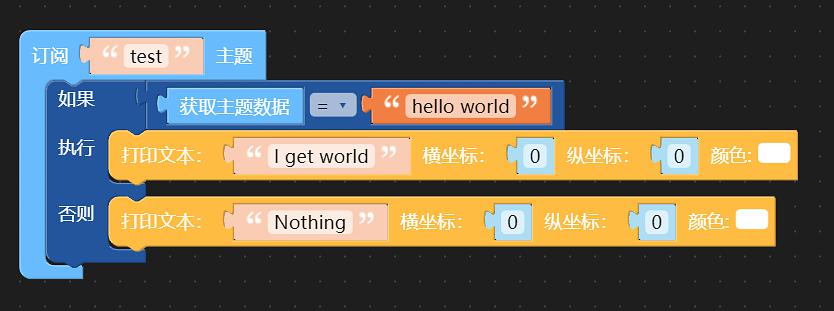 订阅 “ test ” 主题
如果 获取主题数据 = ▾ “ hello world ”
执行 打印文本: “ I get world ” 横坐标: 0 纵坐标: 0 颜色:
否则 打印文本: “ Nothing ” 横坐标: 0 纵坐标: 0 颜色: